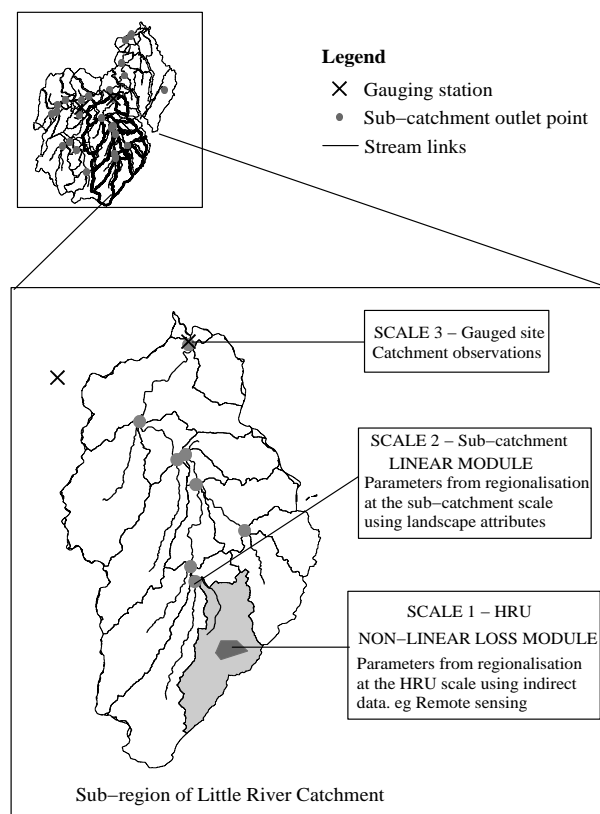 Legend
Gauging station
Sub−catchment outlet point
Stream links
SCALE 3 − Gauged site
Catchment observations
SCALE 2 − Sub−catchment
LINEAR MODULE
Parameters from regionalisation
at the sub−catchment scale
using landscape attributes
SCALE 1 − HRU
NON−LINEAR LOSS MODULE
Parameters from regionalisation
at the HRU scale using indirect
data. eg Remote sensing
Sub−region of Little River Catchment